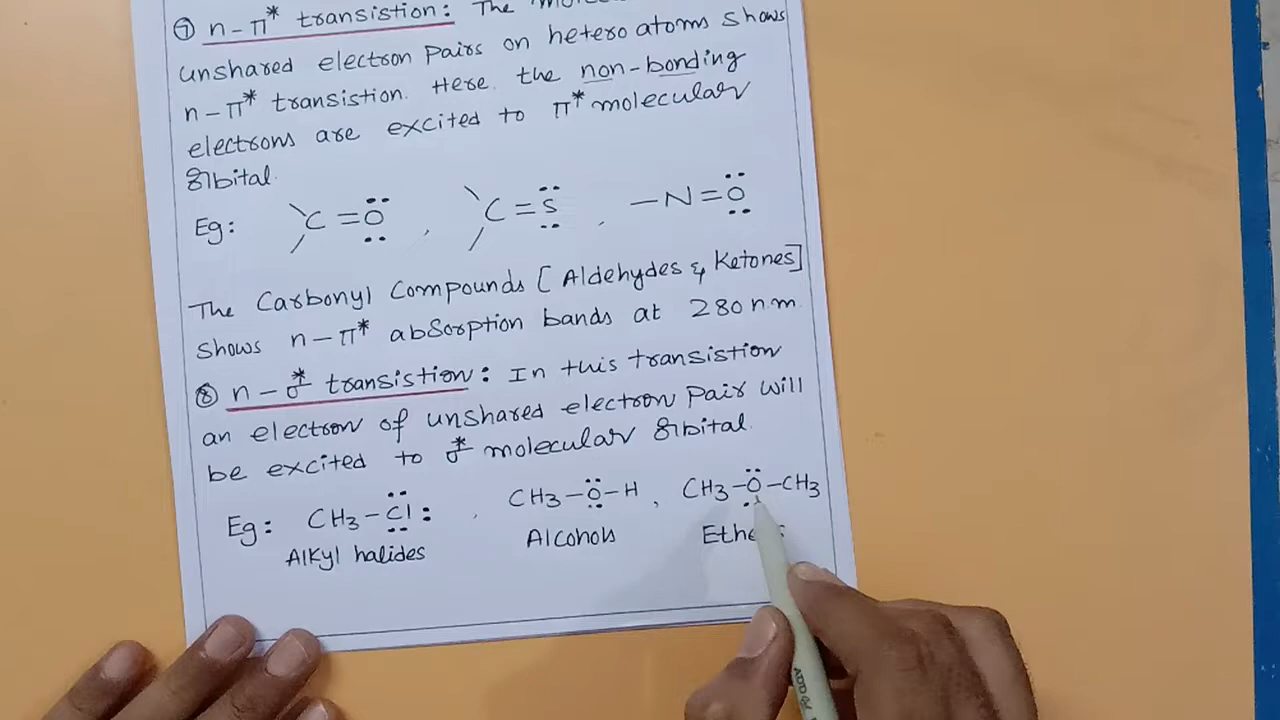 ⑦ n-π* transistion: The
unshared electron pairs on hetero atoms shows
n-π* transistion. Here, the non-bonding
electrons are excited to π* molecular
orbital.
Eg: C=O, C=S, -N=O
The Carbonyl Compounds [Aldehydes & Ketones]
shows n-π* absorption bands at 280 n.m.
⑧ n-σ* transistion: In this transistion
an electron of unshared electron pair will
be excited to σ* molecular orbital.
Eg: CH3-Cl, CH3-O-H, CH3-O-CH3
Alkyl halides Alcohols